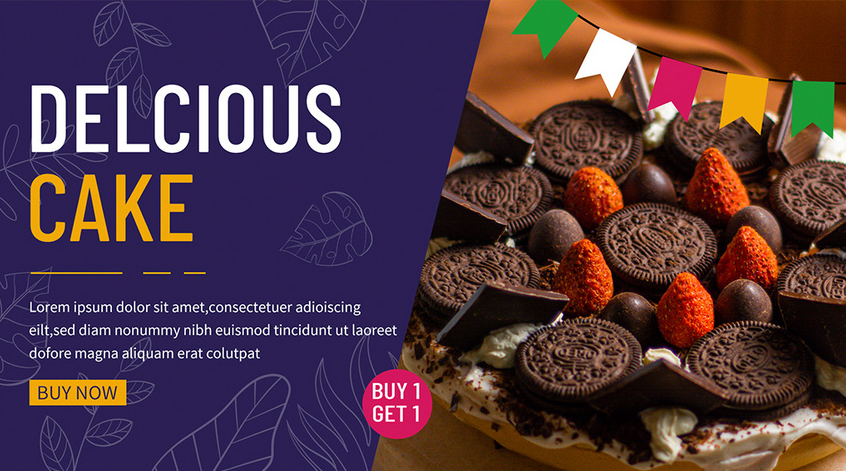 DELCIOUS
CAKE
Lorem ipsum dolor sit amet,consectetuer adioiscing
eilt,sed diam nonummy nibh euismod tincidunt ut laoreet
dofore magna aliquam erat colutpat
BUY NOW
BUY 1
GET 1